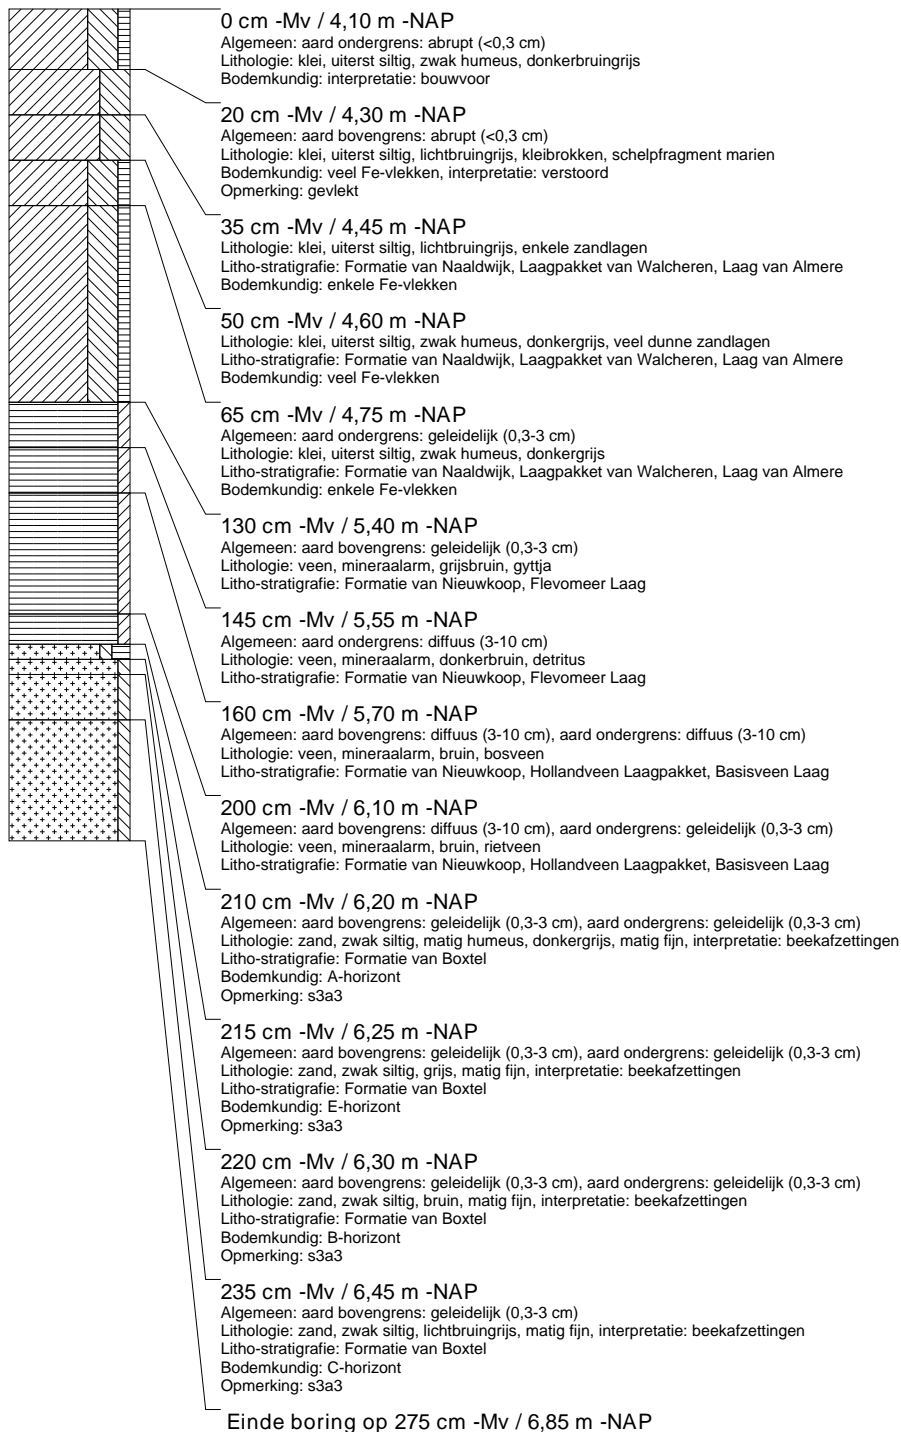 0 cm -Mv / 4,10 m -NAP
Algemeen: aard ondergrens: abrupt (<0,3 cm)
Lithologie: klei, uiterst siltig, zwak humeus, donkerbruingrijs
Bodemkundig: interpretatie: bouwvoor
20 cm -Mv / 4,30 m -NAP
Algemeen: aard bovengrens: abrupt (<0,3 cm)
Lithologie: klei, uiterst siltig, lichtbruingrijs, kleibrokken, schelpfragment marien
Bodemkundig: veel Fe-vlekken, interpretatie: verstoord
Opmerking: gevlekt
35 cm -Mv / 4,45 m -NAP
Lithologie: klei, uiterst siltig, lichtbruingrijs, enkele zandlagen
Litho-stratigrafie: Formatie van Naaldwijk, Laagpakket van Walcheren, Laag van Almere
Bodemkundig: enkele Fe-vlekken
50 cm -Mv / 4,60 m -NAP
Lithologie: klei, uiterst siltig, zwak humeus, donkergrijs, veel dunne zandlagen
Litho-stratigrafie: Formatie van Naaldwijk, Laagpakket van Walcheren, Laag van Almere
Bodemkundig: veel Fe-vlekken
65 cm -Mv / 4,75 m -NAP
Algemeen: aard ondergrens: geleidelijk (0,3-3 cm)
Lithologie: klei, uiterst siltig, zwak humeus, donkergrijs
Litho-stratigrafie: Formatie van Naaldwijk, Laagpakket van Walcheren, Laag van Almere
Bodemkundig: enkele Fe-vlekken
130 cm -Mv / 5,40 m -NAP
Algemeen: aard bovengrens: geleidelijk (0,3-3 cm)
Lithologie: veen, mineraalarm, grijsbruin, gyttja
Litho-stratigrafie: Formatie van Nieuwkoop, Flevomeer Laag
145 cm -Mv / 5,55 m -NAP
Algemeen: aard ondergrens: diffuus (3-10 cm)
Lithologie: veen, mineraalarm, donkerbruin, detritus
Litho-stratigrafie: Formatie van Nieuwkoop, Flevomeer Laag
160 cm -Mv / 5,70 m -NAP
Algemeen: aard bovengrens: diffuus (3-10 cm), aard ondergrens: diffuus (3-10 cm)
Lithologie: veen, mineraalarm, bruin, bosveen
Litho-stratigrafie: Formatie van Nieuwkoop, Hollandveen Laagpakket, Basisveen Laag
200 cm -Mv / 6,10 m -NAP
Algemeen: aard bovengrens: diffuus (3-10 cm), aard ondergrens: geleidelijk (0,3-3 cm)
Lithologie: veen, mineraalarm, bruin, rietveen
Litho-stratigrafie: Formatie van Nieuwkoop, Hollandveen Laagpakket, Basisveen Laag
210 cm -Mv / 6,20 m -NAP
Algemeen: aard bovengrens: geleidelijk (0,3-3 cm), aard ondergrens: geleidelijk (0,3-3 cm)
Lithologie: zand, zwak siltig, matig humeus, donkergrijs, matig fijn, interpretatie: beekafzettingen
Litho-stratigrafie: Formatie van Boxtel
Bodemkundig: A-horizont
Opmerking: s3a3
215 cm -Mv / 6,25 m -NAP
Algemeen: aard bovengrens: geleidelijk (0,3-3 cm), aard ondergrens: geleidelijk (0,3-3 cm)
Lithologie: zand, zwak siltig, grijs, matig fijn, interpretatie: beekafzettingen
Litho-stratigrafie: Formatie van Boxtel
Bodemkundig: E-horizont
Opmerking: s3a3
220 cm -Mv / 6,30 m -NAP
Algemeen: aard bovengrens: geleidelijk (0,3-3 cm), aard ondergrens: geleidelijk (0,3-3 cm)
Lithologie: zand, zwak siltig, bruin, matig fijn, interpretatie: beekafzettingen
Litho-stratigrafie: Formatie van Boxtel
Bodemkundig: B-horizont
Opmerking: s3a3
235 cm -Mv / 6,45 m -NAP
Algemeen: aard bovengrens: geleidelijk (0,3-3 cm)
Lithologie: zand, zwak siltig, lichtbruingrijs, matig fijn, interpretatie: beekafzettingen
Litho-stratigrafie: Formatie van Boxtel
Bodemkundig: C-horizont
Opmerking: s3a3
Einde boring op 275 cm -Mv / 6,85 m -NAP